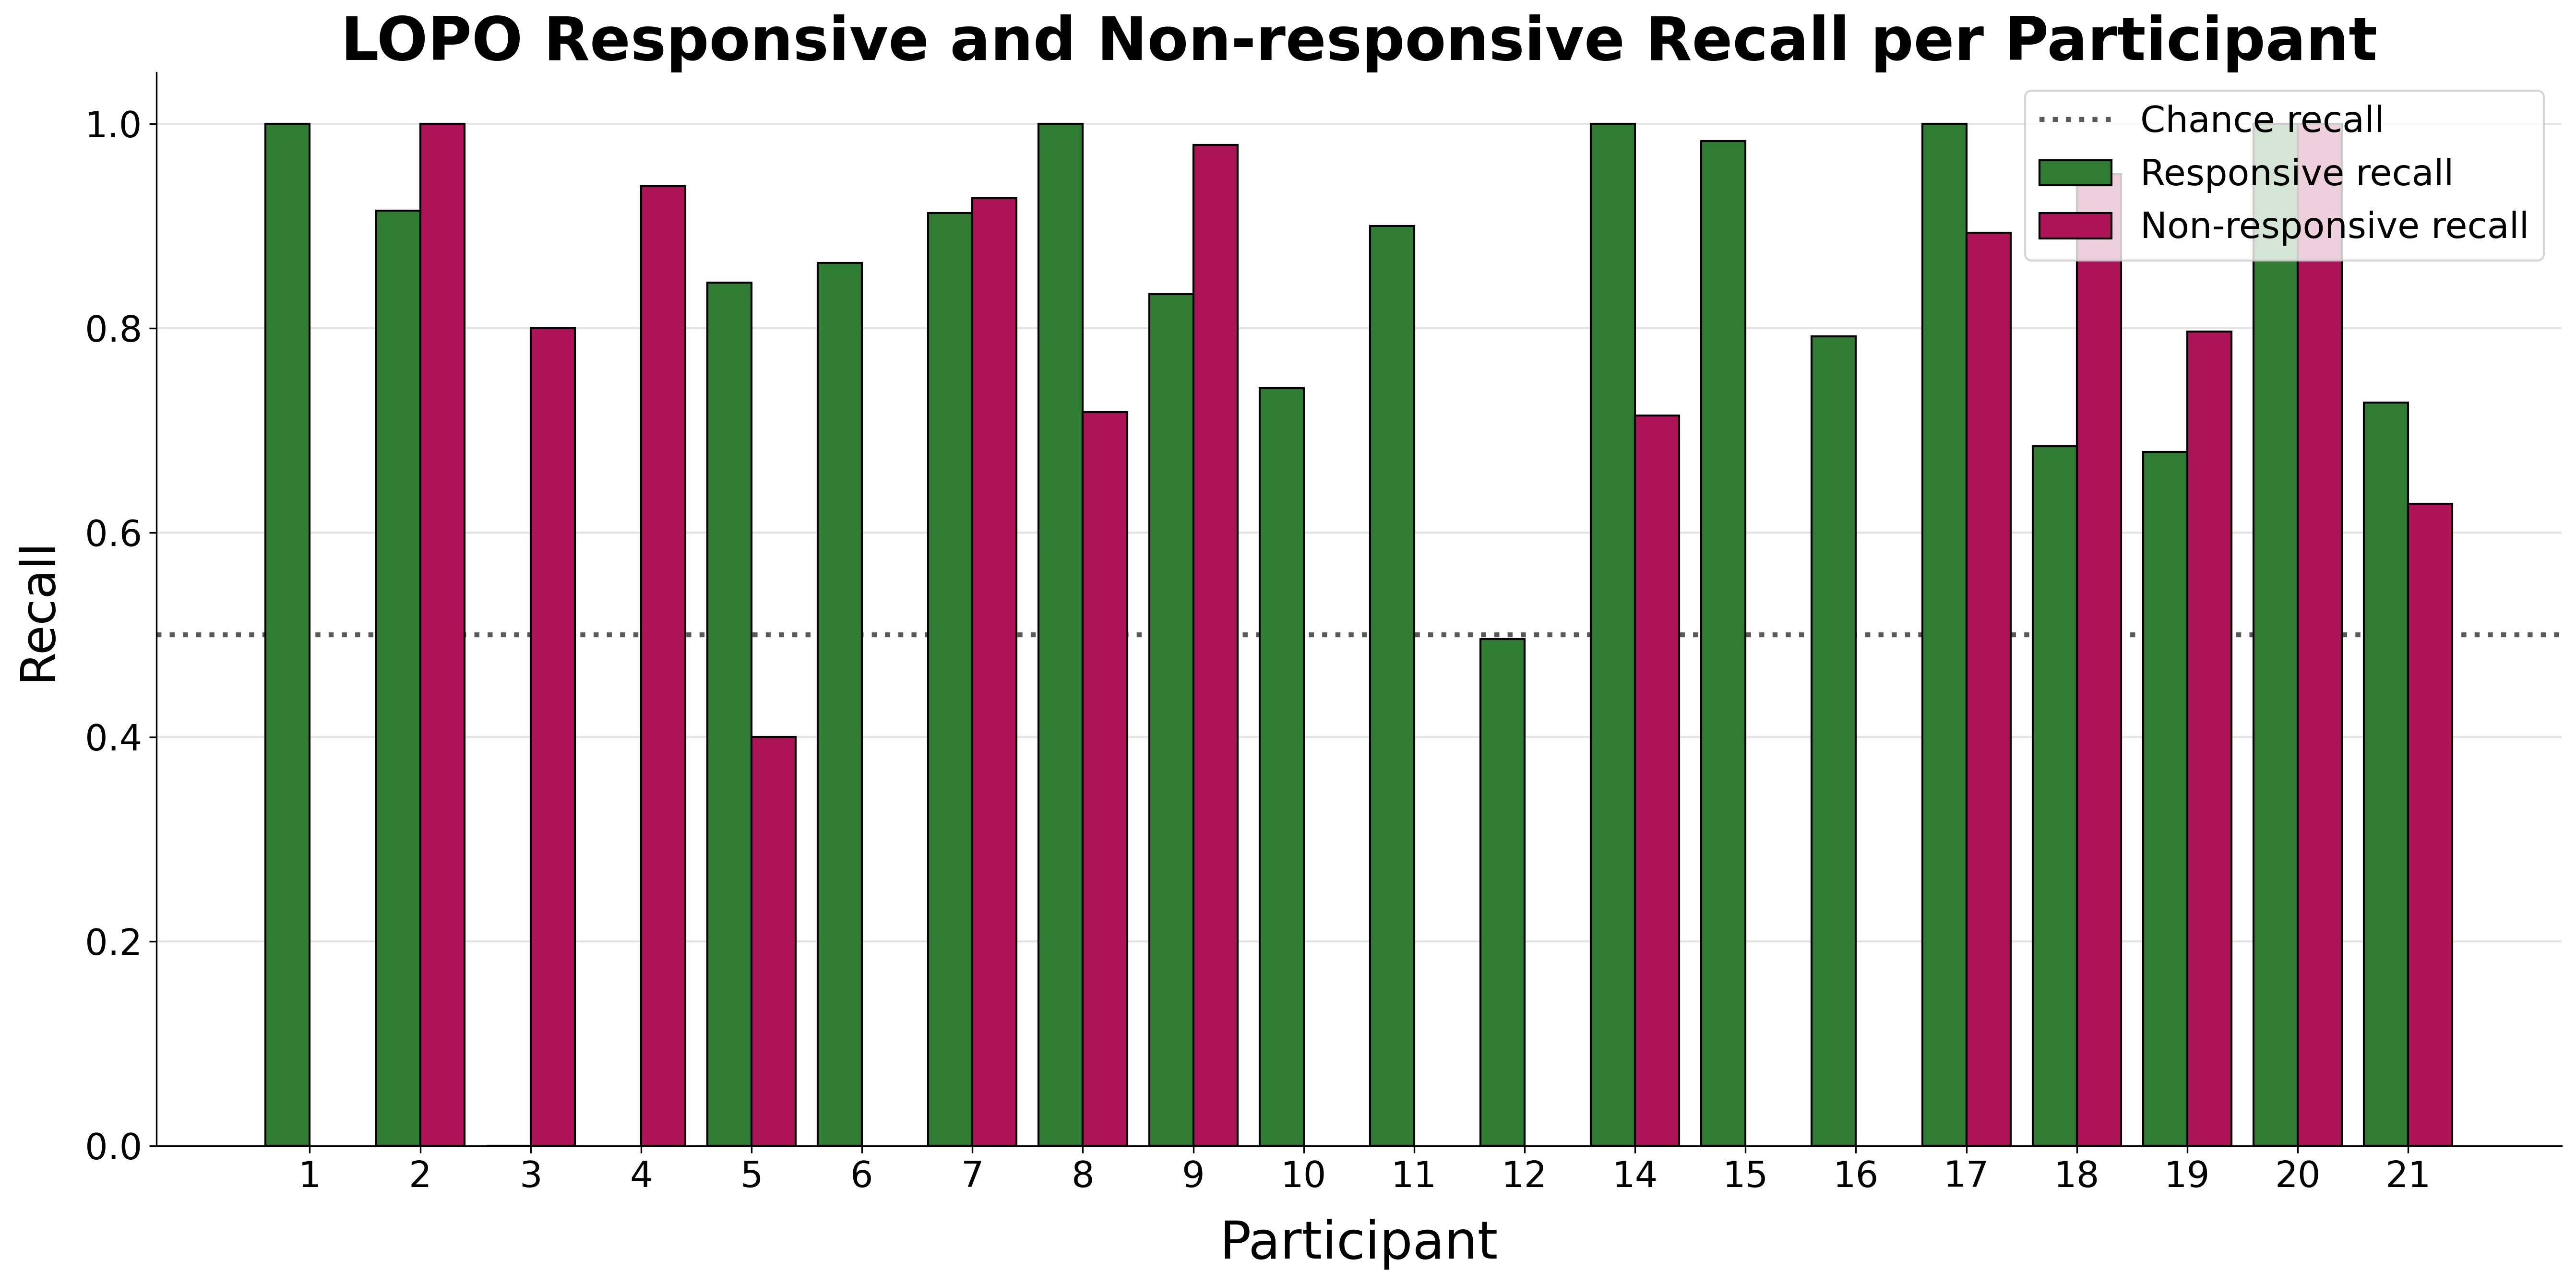 LOPO Responsive and Non-responsive Recall per Participant
Chance recall
Responsive recall
Non-responsive recall
1.0
0.8
0.6
0.4
0.2
0.0
Recall
1 2 3 4 5 6 7 8 9 10 11 12 14 15 16 17 18 19 20 21
Participant